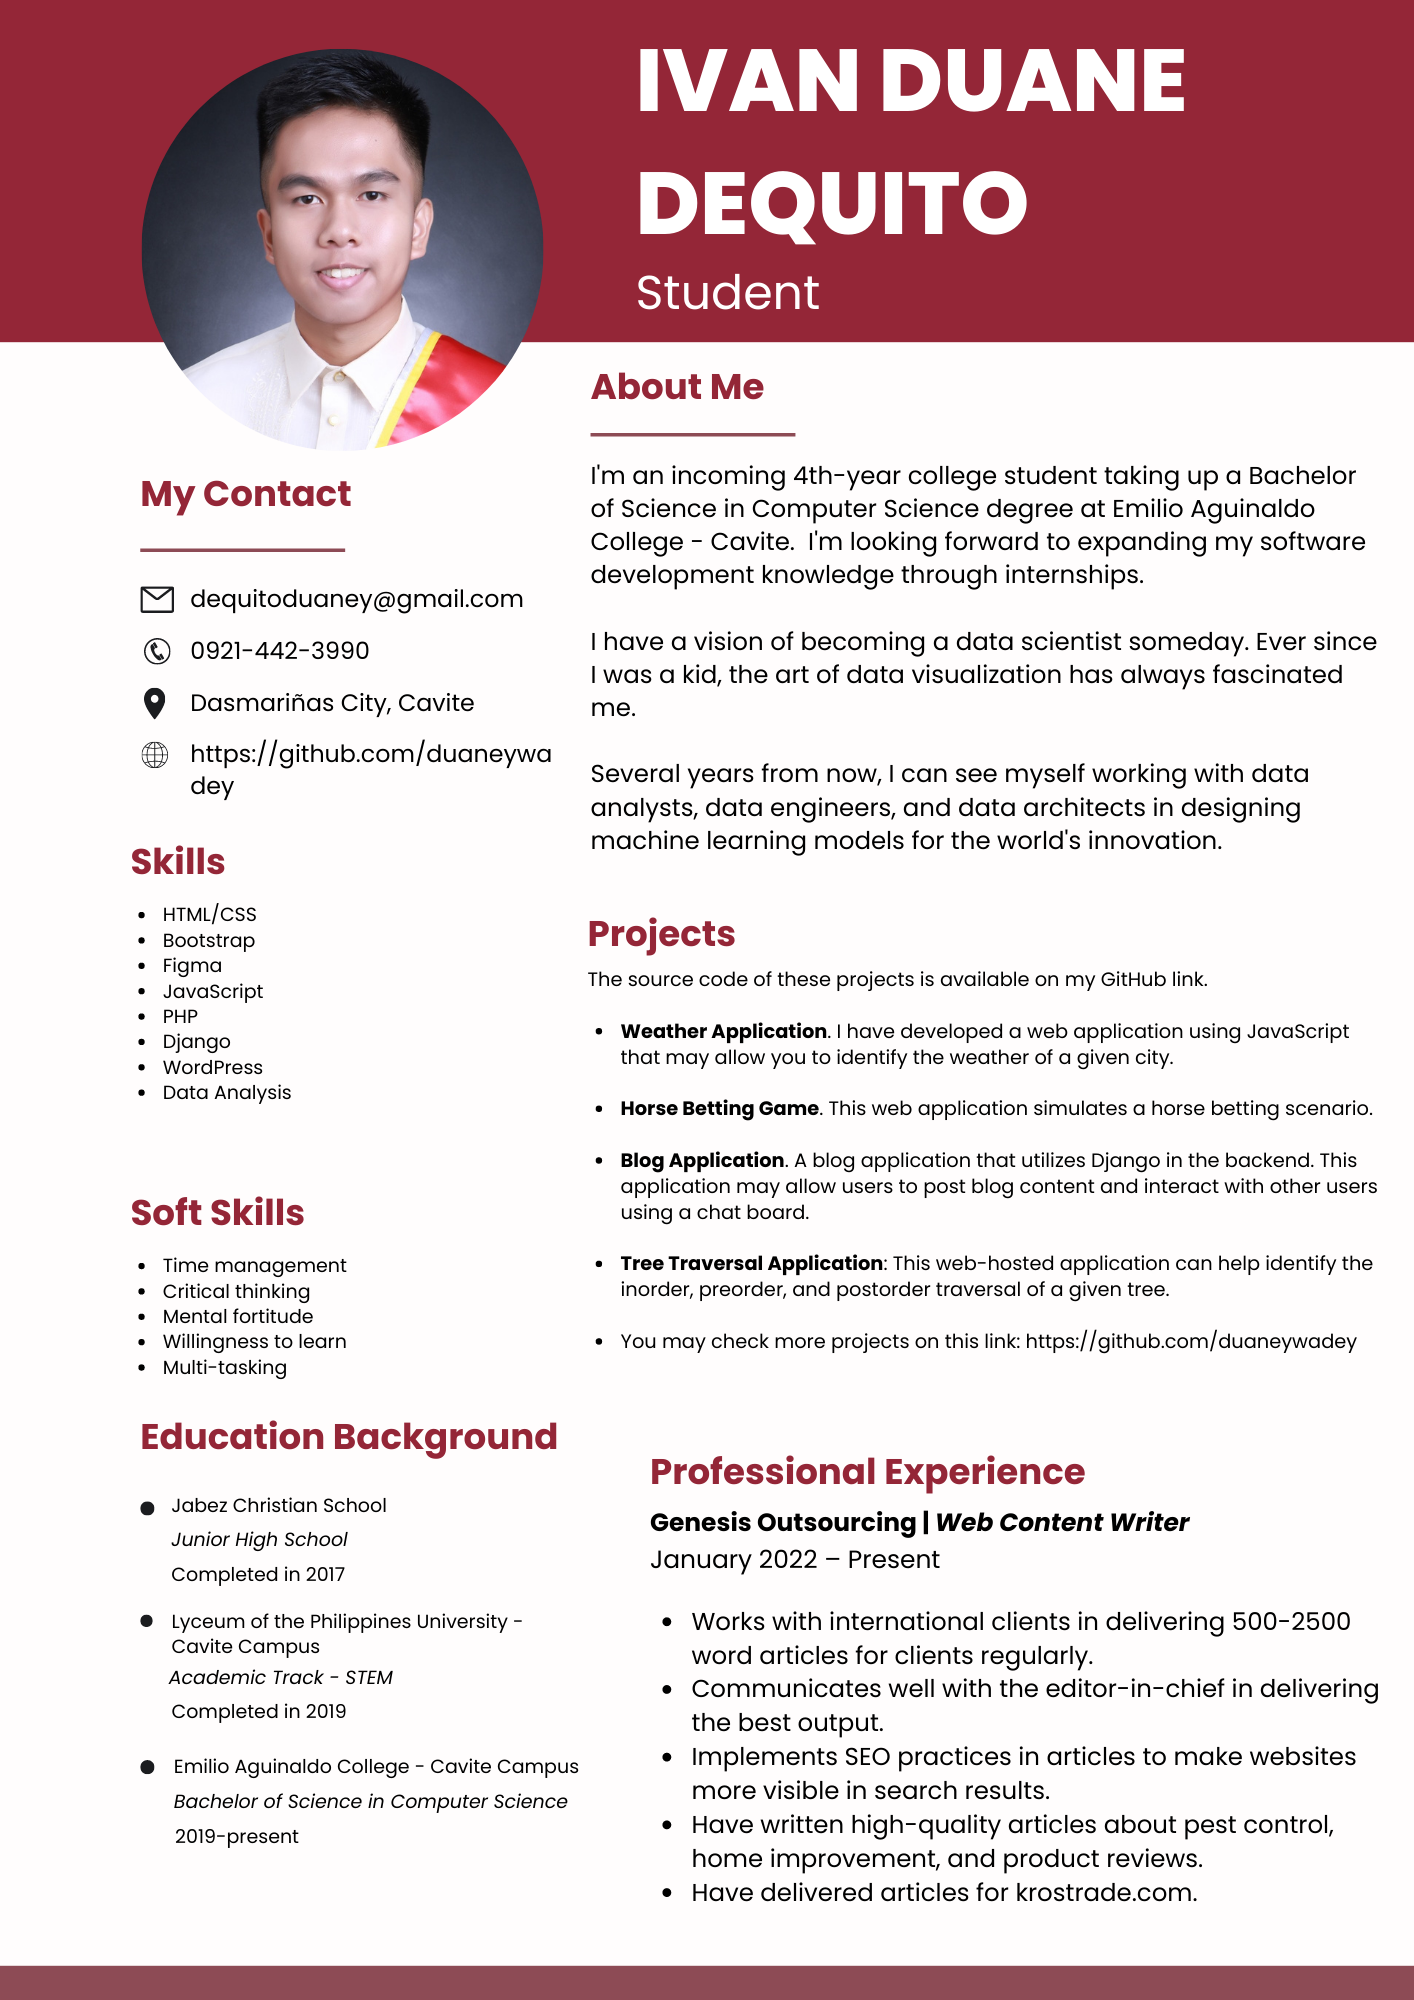 IVAN DUANE
DEQUITO
Student
My Contact
dequitoduaney@gmail.com
0921-442-3990
Dasmariñas City, Cavite
https://github.com/duaneywa
dey
Skills
• HTML/CSS
• Bootstrap
• Figma
• JavaScript
• PHP
• Django
• WordPress
• Data Analysis
Soft Skills
• Time management
• Critical thinking
• Mental fortitude
• Willingness to learn
• Multi-tasking
Education Background
• Jabez Christian School
Junior High School
Completed in 2017
• Lyceum of the Philippines University -
Cavite Campus
Academic Track - STEM
Completed in 2019
• Emilio Aguinaldo College - Cavite Campus
Bachelor of Science in Computer Science
2019-present
About Me
I'm an incoming 4th-year college student taking up a Bachelor
of Science in Computer Science degree at Emilio Aguinaldo
College - Cavite.  I'm looking forward to expanding my software
development knowledge through internships.
I have a vision of becoming a data scientist someday. Ever since
I was a kid, the art of data visualization has always fascinated
me.
Several years from now, I can see myself working with data
analysts, data engineers, and data architects in designing
machine learning models for the world's innovation.
Projects
The source code of these projects is available on my GitHub link.
• Weather Application. I have developed a web application using JavaScript
that may allow you to identify the weather of a given city.
• Horse Betting Game. This web application simulates a horse betting scenario.
• Blog Application. A blog application that utilizes Django in the backend. This
application may allow users to post blog content and interact with other users
using a chat board.
• Tree Traversal Application: This web-hosted application can help identify the
inorder, preorder, and postorder traversal of a given tree.
• You may check more projects on this link: https://github.com/duaneywadey
Professional Experience
Genesis Outsourcing | Web Content Writer
January 2022 – Present
• Works with international clients in delivering 500-2500
word articles for clients regularly.
• Communicates well with the editor-in-chief in delivering
the best output.
• Implements SEO practices in articles to make websites
more visible in search results.
• Have written high-quality articles about pest control,
home improvement, and product reviews.
• Have delivered articles for krostrade.com.